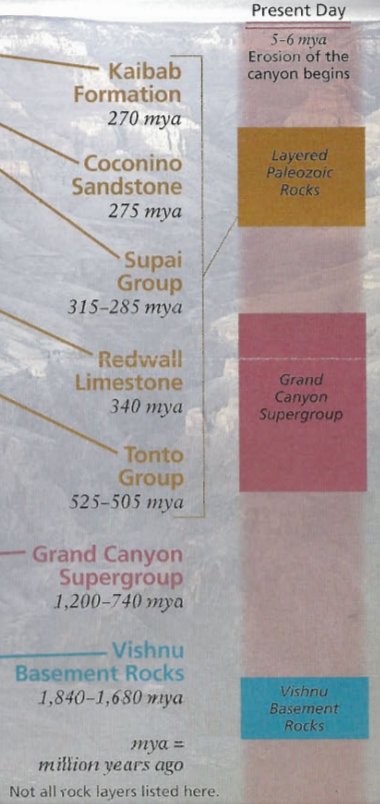 Present Day
5-6 mya
Erosion of the
canyon begins
Kaibab
Formation
270 mya
Coconino
Sandstone
275 mya
Supai
Group
315–285 mya
Redwall
Limestone
340 mya
Tonto
Group
525–505 mya
Grand Canyon
Supergroup
1,200–740 mya
Vishnu
Basement Rocks
1,840–1,680 mya
mya =
million years ago
Not all rock layers listed here.
Layered
Paleozoic
Rocks
Grand
Canyon
Supergroup
Vishnu
Basement
Rocks